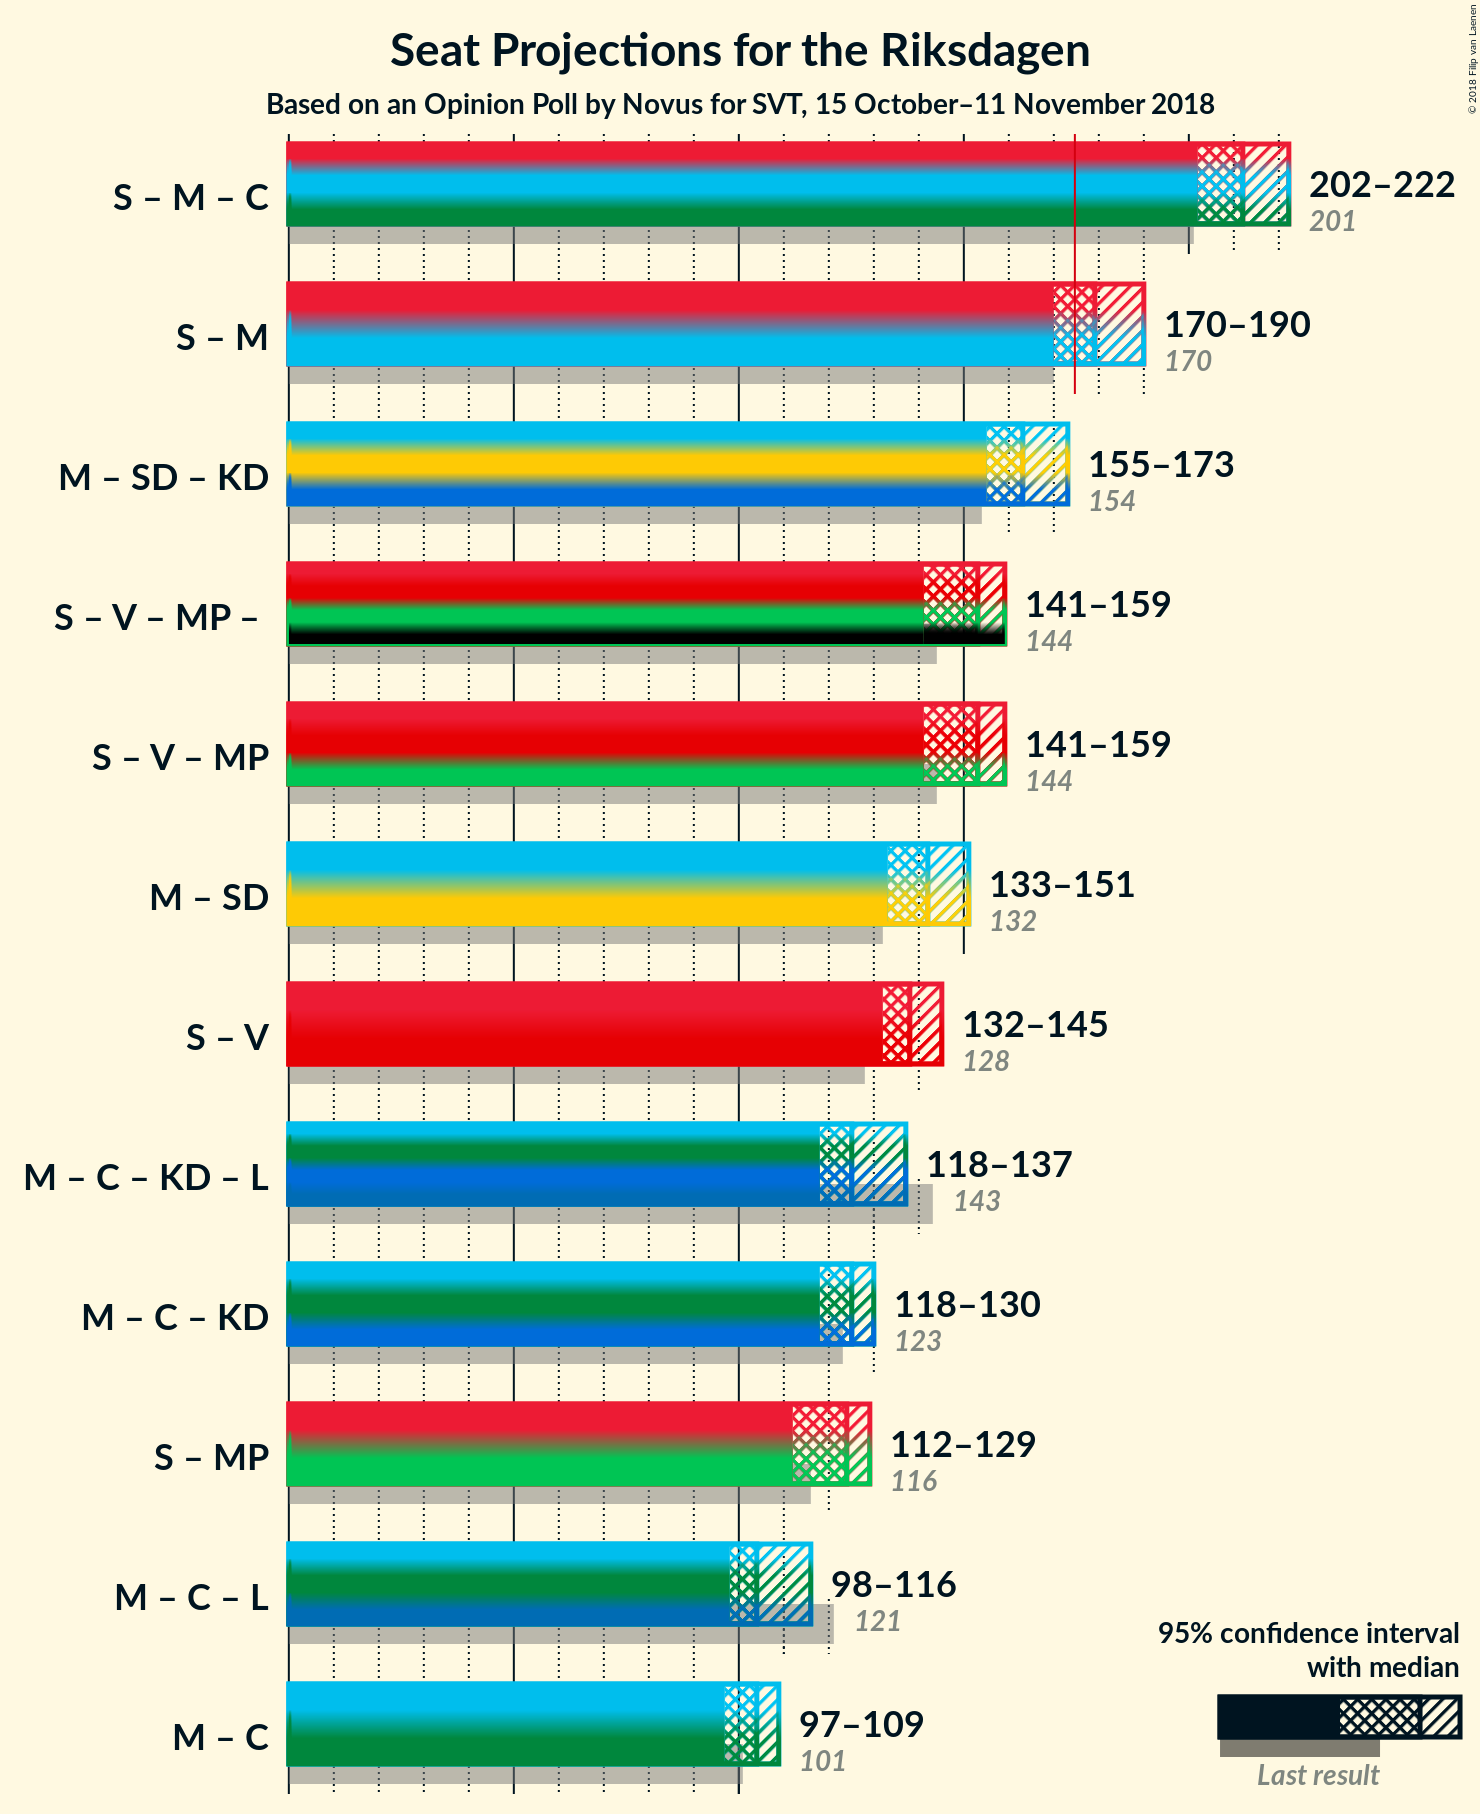 © 2018 Filip van Laenen
Seat Projections for the Riksdagen
Based on an Opinion Poll by Novus for SVT, 15 October–11 November 2018
S – M – C
202–222
201
S – M
170–190
170
M – SD – KD
155–173
154
S – V – MP –
141–159
144
S – V – MP
141–159
144
M – SD
133–151
132
S – V
132–145
128
M – C – KD – L
118–137
143
M – C – KD
118–130
123
S – MP
112–129
116
M – C – L
98–116
121
M – C
97–109
101
95% confidence interval
with median
Last result